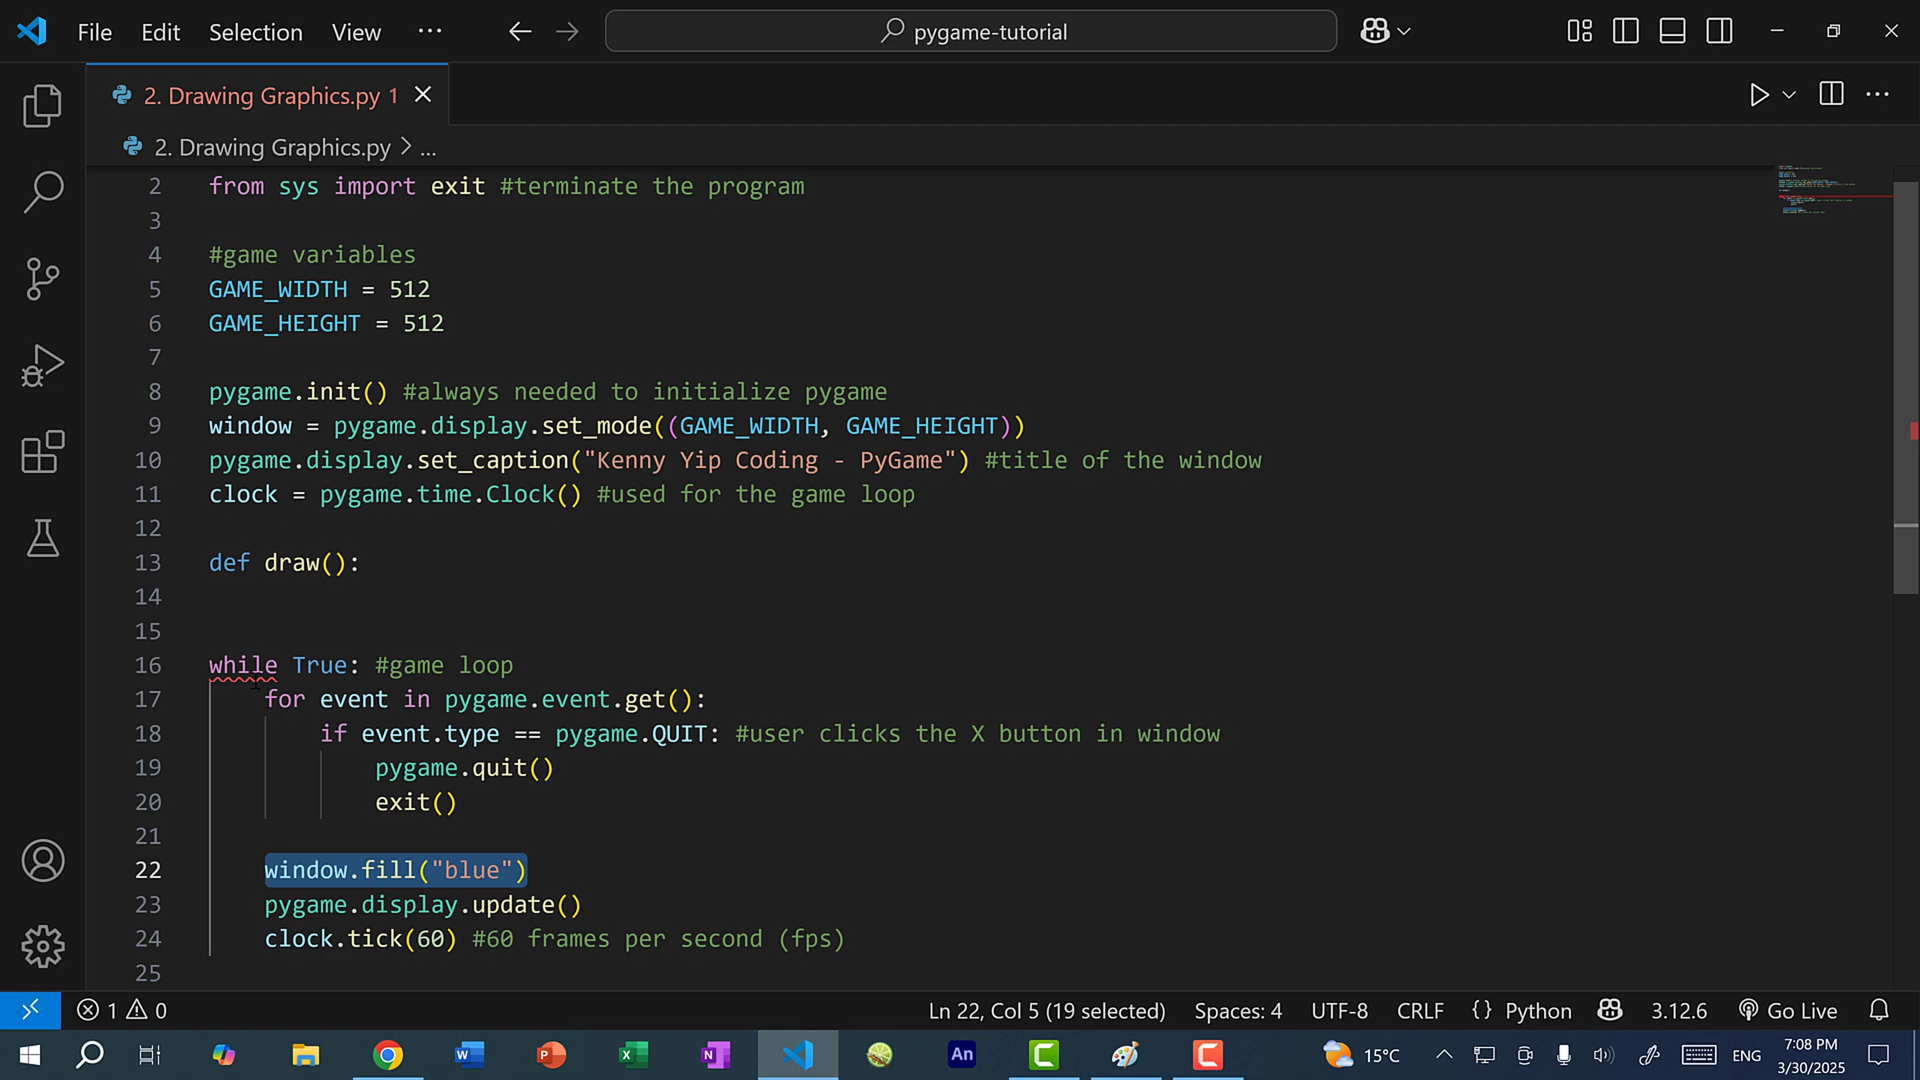 File Edit Selection View ··· pygame-tutorial
2. Drawing Graphics.py 1
2. Drawing Graphics.py > ...
2 from sys import exit #terminate the program
3
4 #game variables
5 GAME_WIDTH = 512
6 GAME_HEIGHT = 512
7
8 pygame.init() #always needed to initialize pygame
9 window = pygame.display.set_mode((GAME_WIDTH, GAME_HEIGHT))
10 pygame.display.set_caption("Kenny Yip Coding - PyGame") #title of the window
11 clock = pygame.time.Clock() #used for the game loop
12
13 def draw():
14
15
16 while True: #game loop
17     for event in pygame.event.get():
18         if event.type == pygame.QUIT: #user clicks the X button in window
19             pygame.quit()
20             exit()
21
22     window.fill("blue")
23     pygame.display.update()
24     clock.tick(60) #60 frames per second (fps)
25
1 0 Ln 22, Col 5 (19 selected) Spaces: 4 UTF-8 CRLF {} Python 3.12.6 Go Live
15°C ENG 7:08 PM
3/30/2025